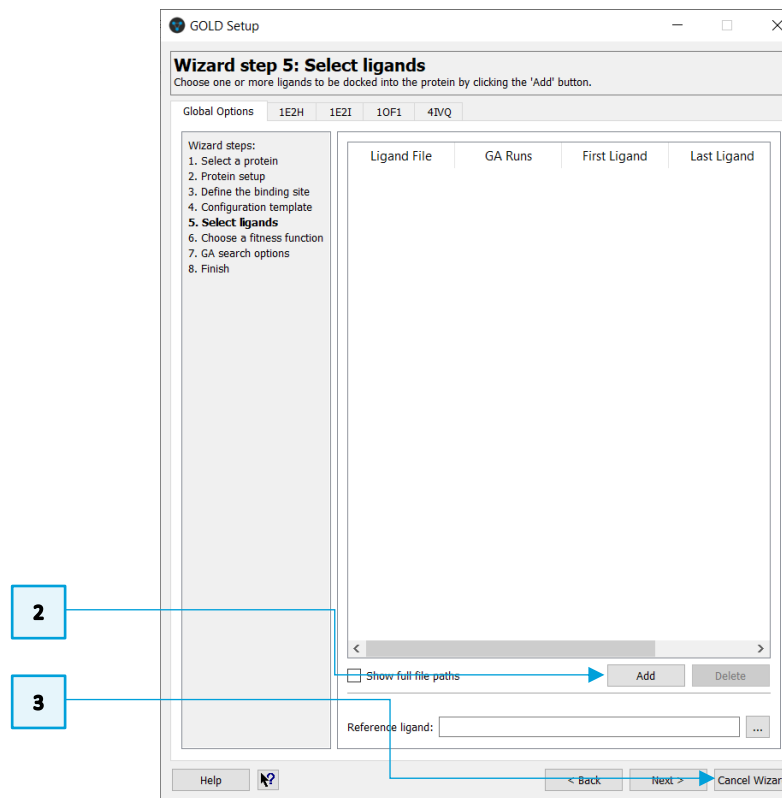 GOLD Setup
Wizard step 5: Select ligands
Choose one or more ligands to be docked into the protein by clicking the 'Add' button.
Global Options 1E2H 1E2I 1OF1 4IVQ
Wizard steps:
1. Select a protein
2. Protein setup
3. Define the binding site
4. Configuration template
5. Select ligands
6. Choose a fitness function
7. GA search options
8. Finish
Ligand File GA Runs First Ligand Last Ligand
2
Show full file paths Add Delete
3
Reference ligand: ...
Help < Back Next > Cancel Wizar